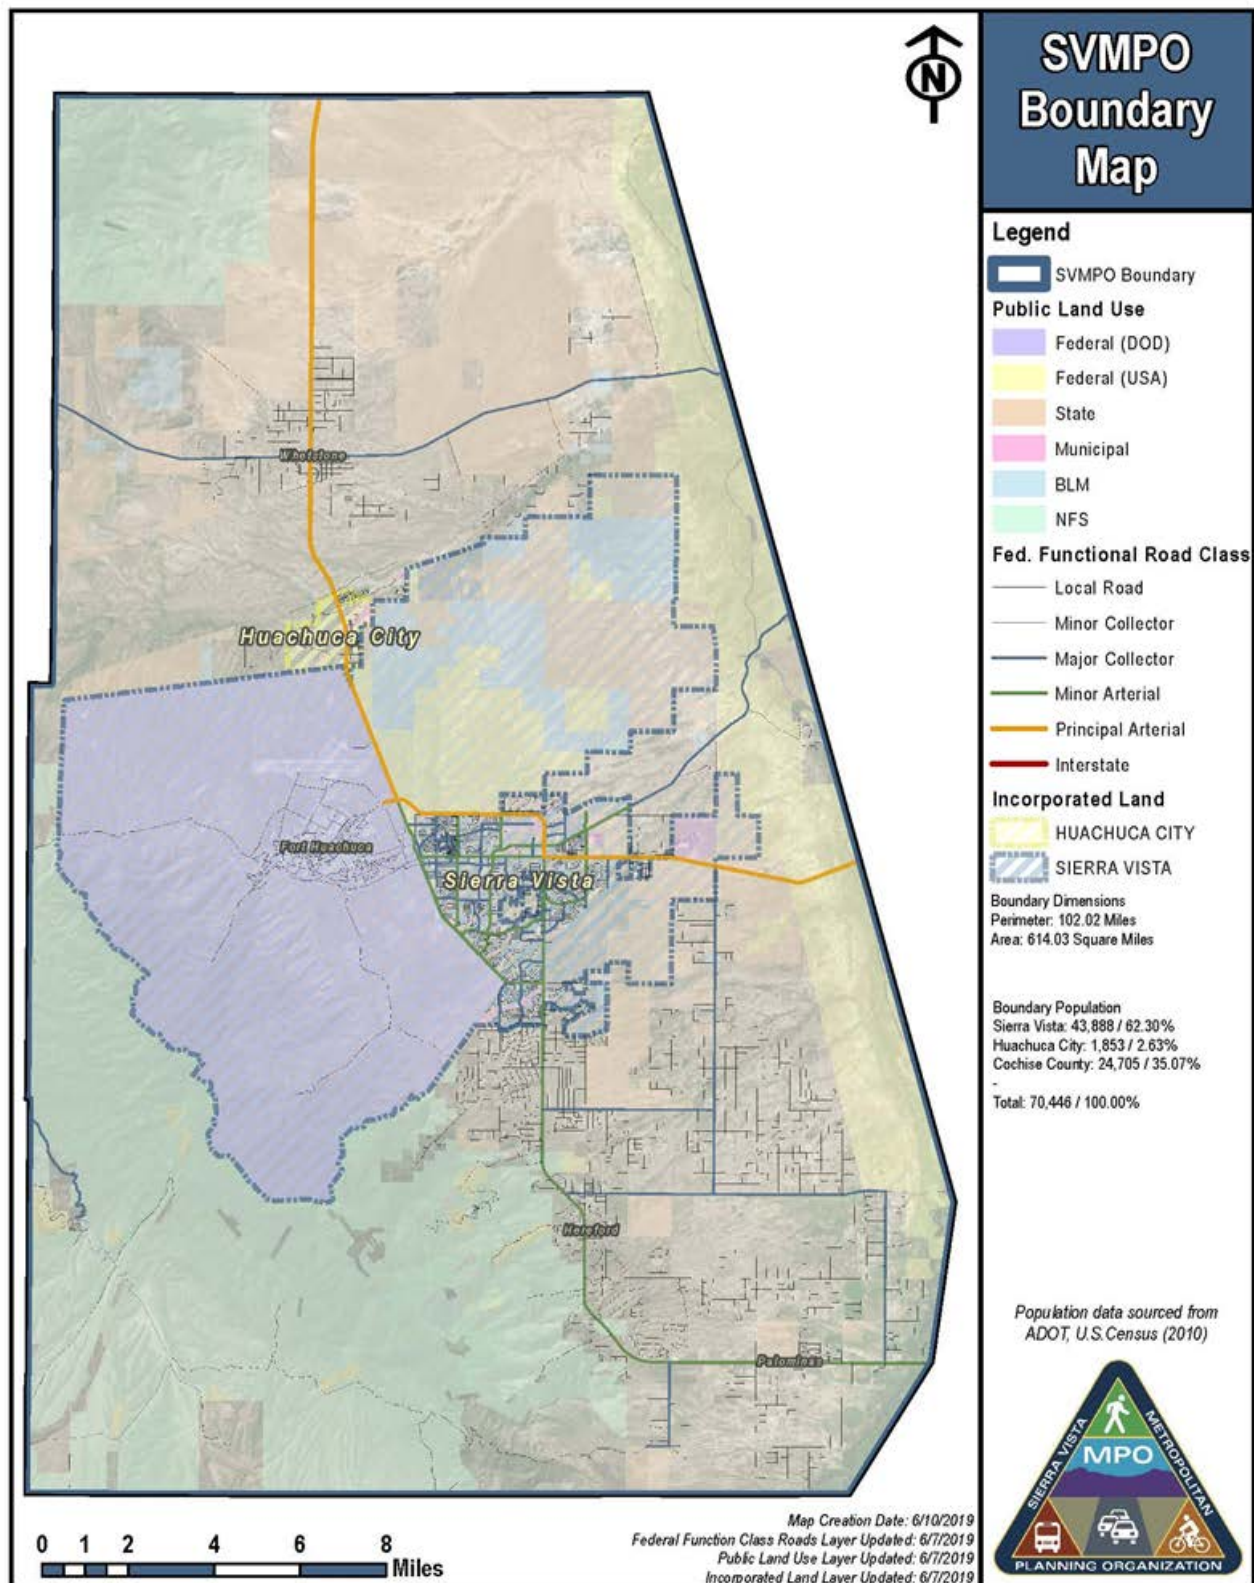 SVMPO
Boundary
Map
N
Legend
SVMPO Boundary
Public Land Use
Federal (DOD)
Federal (USA)
State
Municipal
BLM
NFS
Fed. Functional Road Class
Local Road
Minor Collector
Major Collector
Minor Arterial
Principal Arterial
Interstate
Incorporated Land
HUACHUCA CITY
SIERRA VISTA
Boundary Dimensions
Perimeter: 102.02 Miles
Area: 614.03 Square Miles
Boundary Population
Sierra Vista: 43,888 / 62.30%
Huachuca City: 1,853 / 2.63%
Cochise County: 24,705 / 35.07%
-
Total: 70,446 / 100.00%
Population data sourced from
ADOT, U.S.Census (2010)
SIERRA VISTA
METROPOLITAN
MPO
PLANNING ORGANIZATION
Whetstone
Huachuca City
Fort Huachuca
Sierra Vista
Hereford
Palominas
0 1 2 4 6 8
Miles
Map Creation Date: 6/10/2019
Federal Function Class Roads Layer Updated: 6/7/2019
Public Land Use Layer Updated: 6/7/2019
Incorporated Land Layer Updated: 6/7/2019